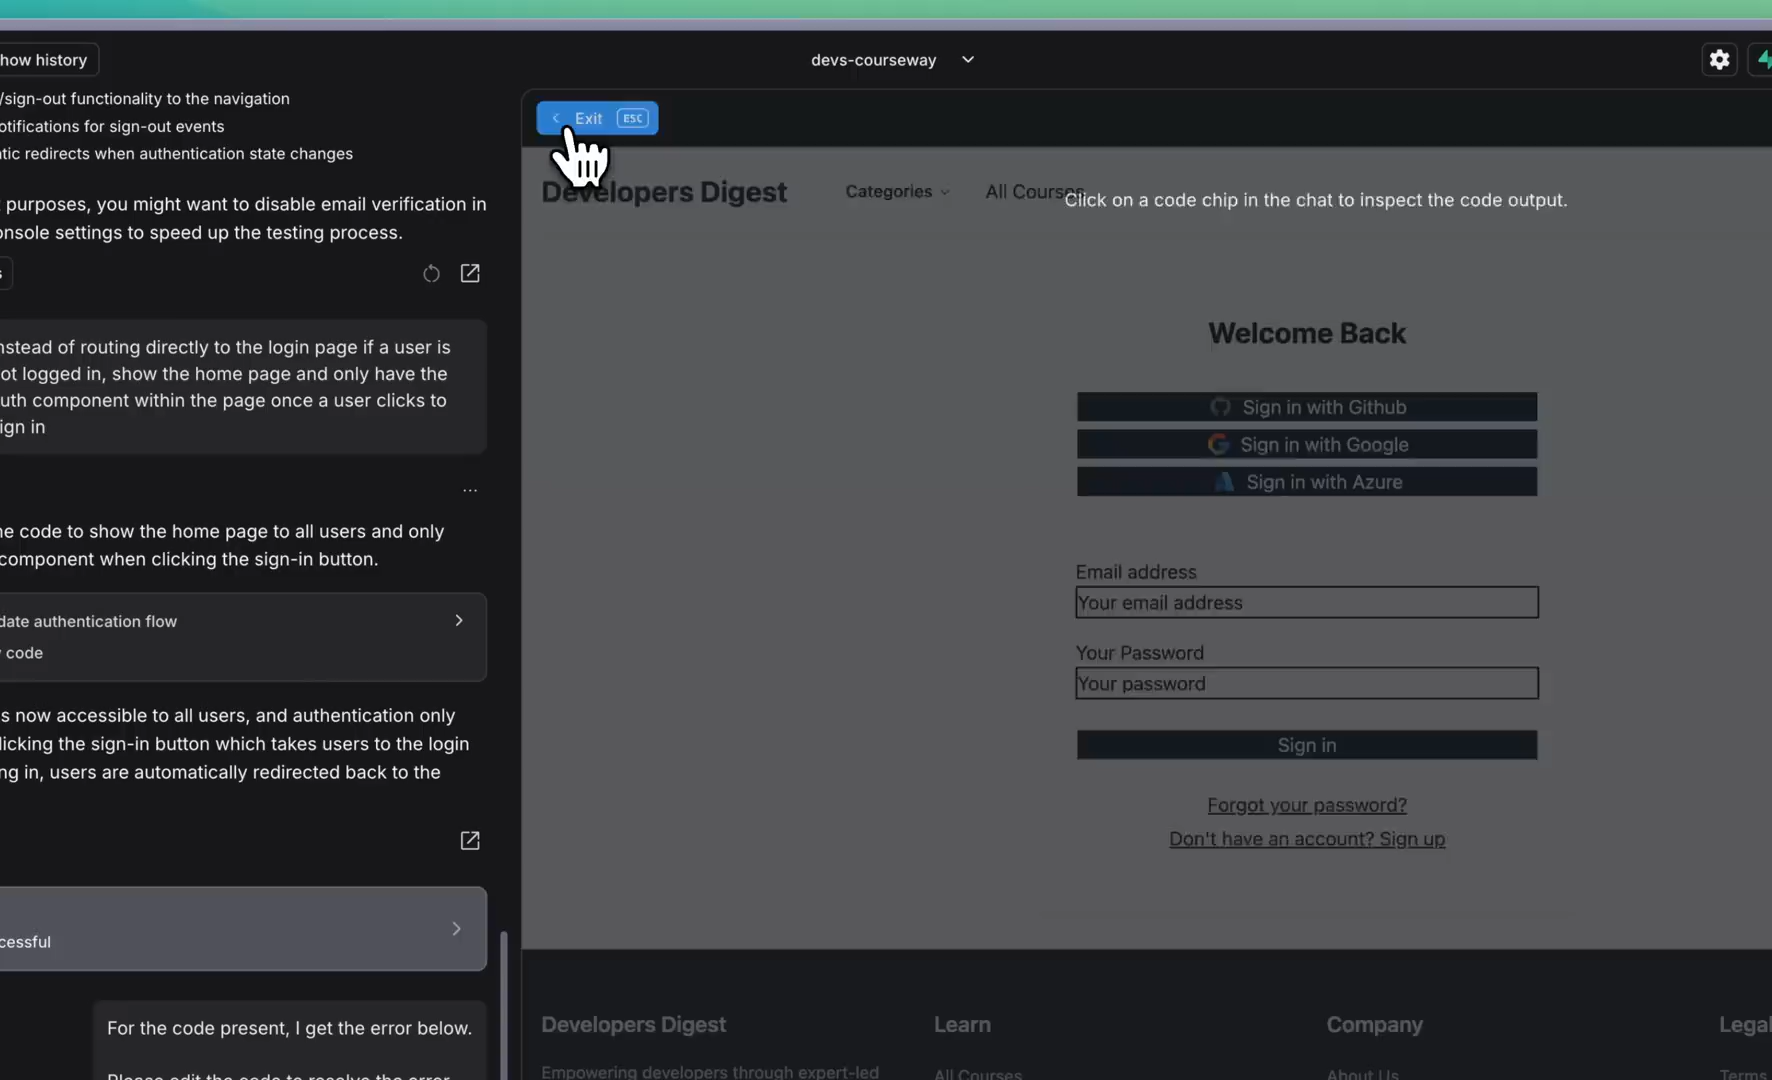 how history
devs-courseway
/sign-out functionality to the navigation
otifications for sign-out events
tic redirects when authentication state changes
purposes, you might want to disable email verification in
onsole settings to speed up the testing process.
s
nstead of routing directly to the login page if a user is
ot logged in, show the home page and only have the
uth component within the page once a user clicks to
ign in
...
ne code to show the home page to all users and only
component when clicking the sign-in button.
date authentication flow
code
s now accessible to all users, and authentication only
licking the sign-in button which takes users to the login
ng in, users are automatically redirected back to the
cessful
For the code present, I get the error below.
Please edit the code to resolve the error
Exit ESC
Developers Digest
Categories
All Courses
Click on a code chip in the chat to inspect the code output.
Welcome Back
Sign in with Github
Sign in with Google
Sign in with Azure
Email address
Your email address
Your Password
Your password
Sign in
Forgot your password?
Don't have an account? Sign up
Developers Digest
Learn
Company
Legal
Empowering developers through expert-led
All Courses
About Us
Terms